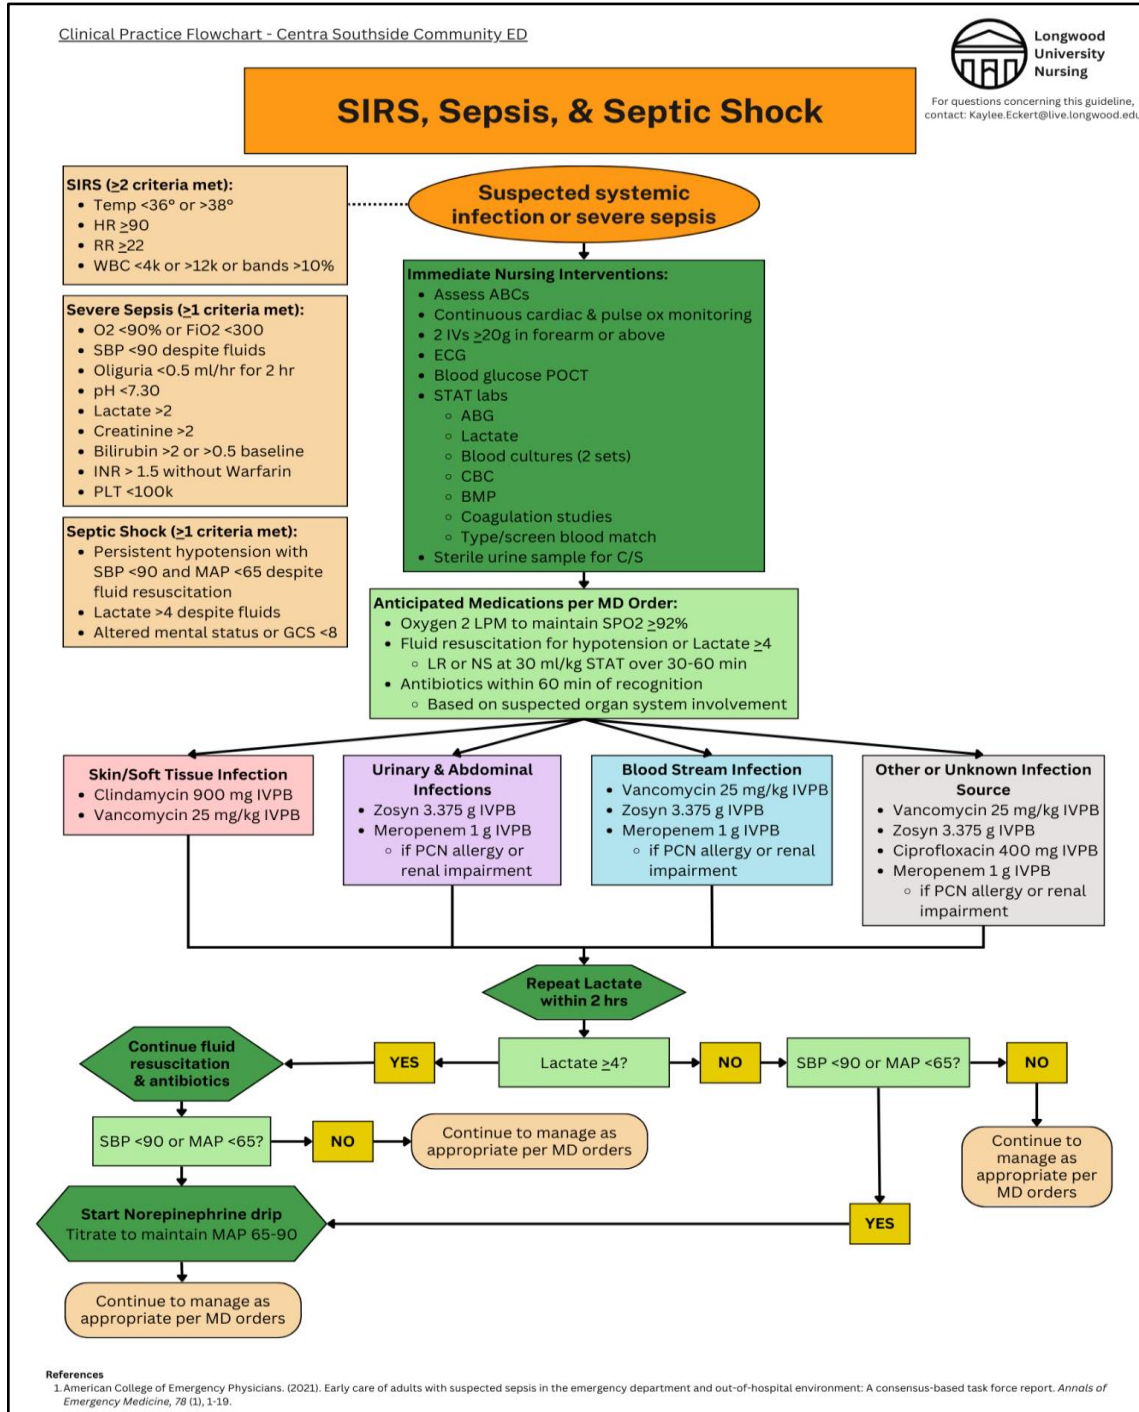 Clinical Practice Flowchart - Centra Southside Community ED
Longwood
University
Nursing
For questions concerning this guideline,
contact: Kaylee.Eckert@live.longwood.edu
SIRS, Sepsis, & Septic Shock
SIRS (≥2 criteria met):
• Temp <36° or >38°
• HR ≥90
• RR ≥22
• WBC <4k or >12k or bands >10%
Severe Sepsis (≥1 criteria met):
• O2 <90% or FiO2 <300
• SBP <90 despite fluids
• Oliguria <0.5 ml/hr for 2 hr
• pH <7.30
• Lactate >2
• Creatinine >2
• Bilirubin >2 or >0.5 baseline
• INR > 1.5 without Warfarin
• PLT <100k
Septic Shock (≥1 criteria met):
• Persistent hypotension with
SBP <90 and MAP <65 despite
fluid resuscitation
• Lactate >4 despite fluids
• Altered mental status or GCS <8
Suspected systemic
infection or severe sepsis
Immediate Nursing Interventions:
• Assess ABCs
• Continuous cardiac & pulse ox monitoring
• 2 IVs ≥20g in forearm or above
• ECG
• Blood glucose POCT
• STAT labs
○ ABG
○ Lactate
○ Blood cultures (2 sets)
○ CBC
○ BMP
○ Coagulation studies
○ Type/screen blood match
• Sterile urine sample for C/S
Anticipated Medications per MD Order:
• Oxygen 2 LPM to maintain SPO2 ≥92%
• Fluid resuscitation for hypotension or Lactate ≥4
○ LR or NS at 30 ml/kg STAT over 30-60 min
• Antibiotics within 60 min of recognition
○ Based on suspected organ system involvement
Skin/Soft Tissue Infection
• Clindamycin 900 mg IVPB
• Vancomycin 25 mg/kg IVPB
Urinary & Abdominal
Infections
• Zosyn 3.375 g IVPB
• Meropenem 1 g IVPB
○ if PCN allergy or
renal impairment
Blood Stream Infection
• Vancomycin 25 mg/kg IVPB
• Zosyn 3.375 g IVPB
• Meropenem 1 g IVPB
○ if PCN allergy or renal
impairment
Other or Unknown Infection
Source
• Vancomycin 25 mg/kg IVPB
• Zosyn 3.375 g IVPB
• Ciprofloxacin 400 mg IVPB
• Meropenem 1 g IVPB
○ if PCN allergy or renal
impairment
Repeat Lactate
within 2 hrs
Lactate ≥4?
YES
NO
SBP <90 or MAP <65?
NO
Continue fluid
resuscitation
& antibiotics
SBP <90 or MAP <65?
NO
Continue to manage as
appropriate per MD orders
Continue to
manage as
appropriate per
MD orders
YES
Start Norepinephrine drip
Titrate to maintain MAP 65-90
Continue to manage as
appropriate per MD orders
References
1. American College of Emergency Physicians. (2021). Early care of adults with suspected sepsis in the emergency department and out-of-hospital environment: A consensus-based task force report. Annals of
Emergency Medicine, 78 (1), 1-19.